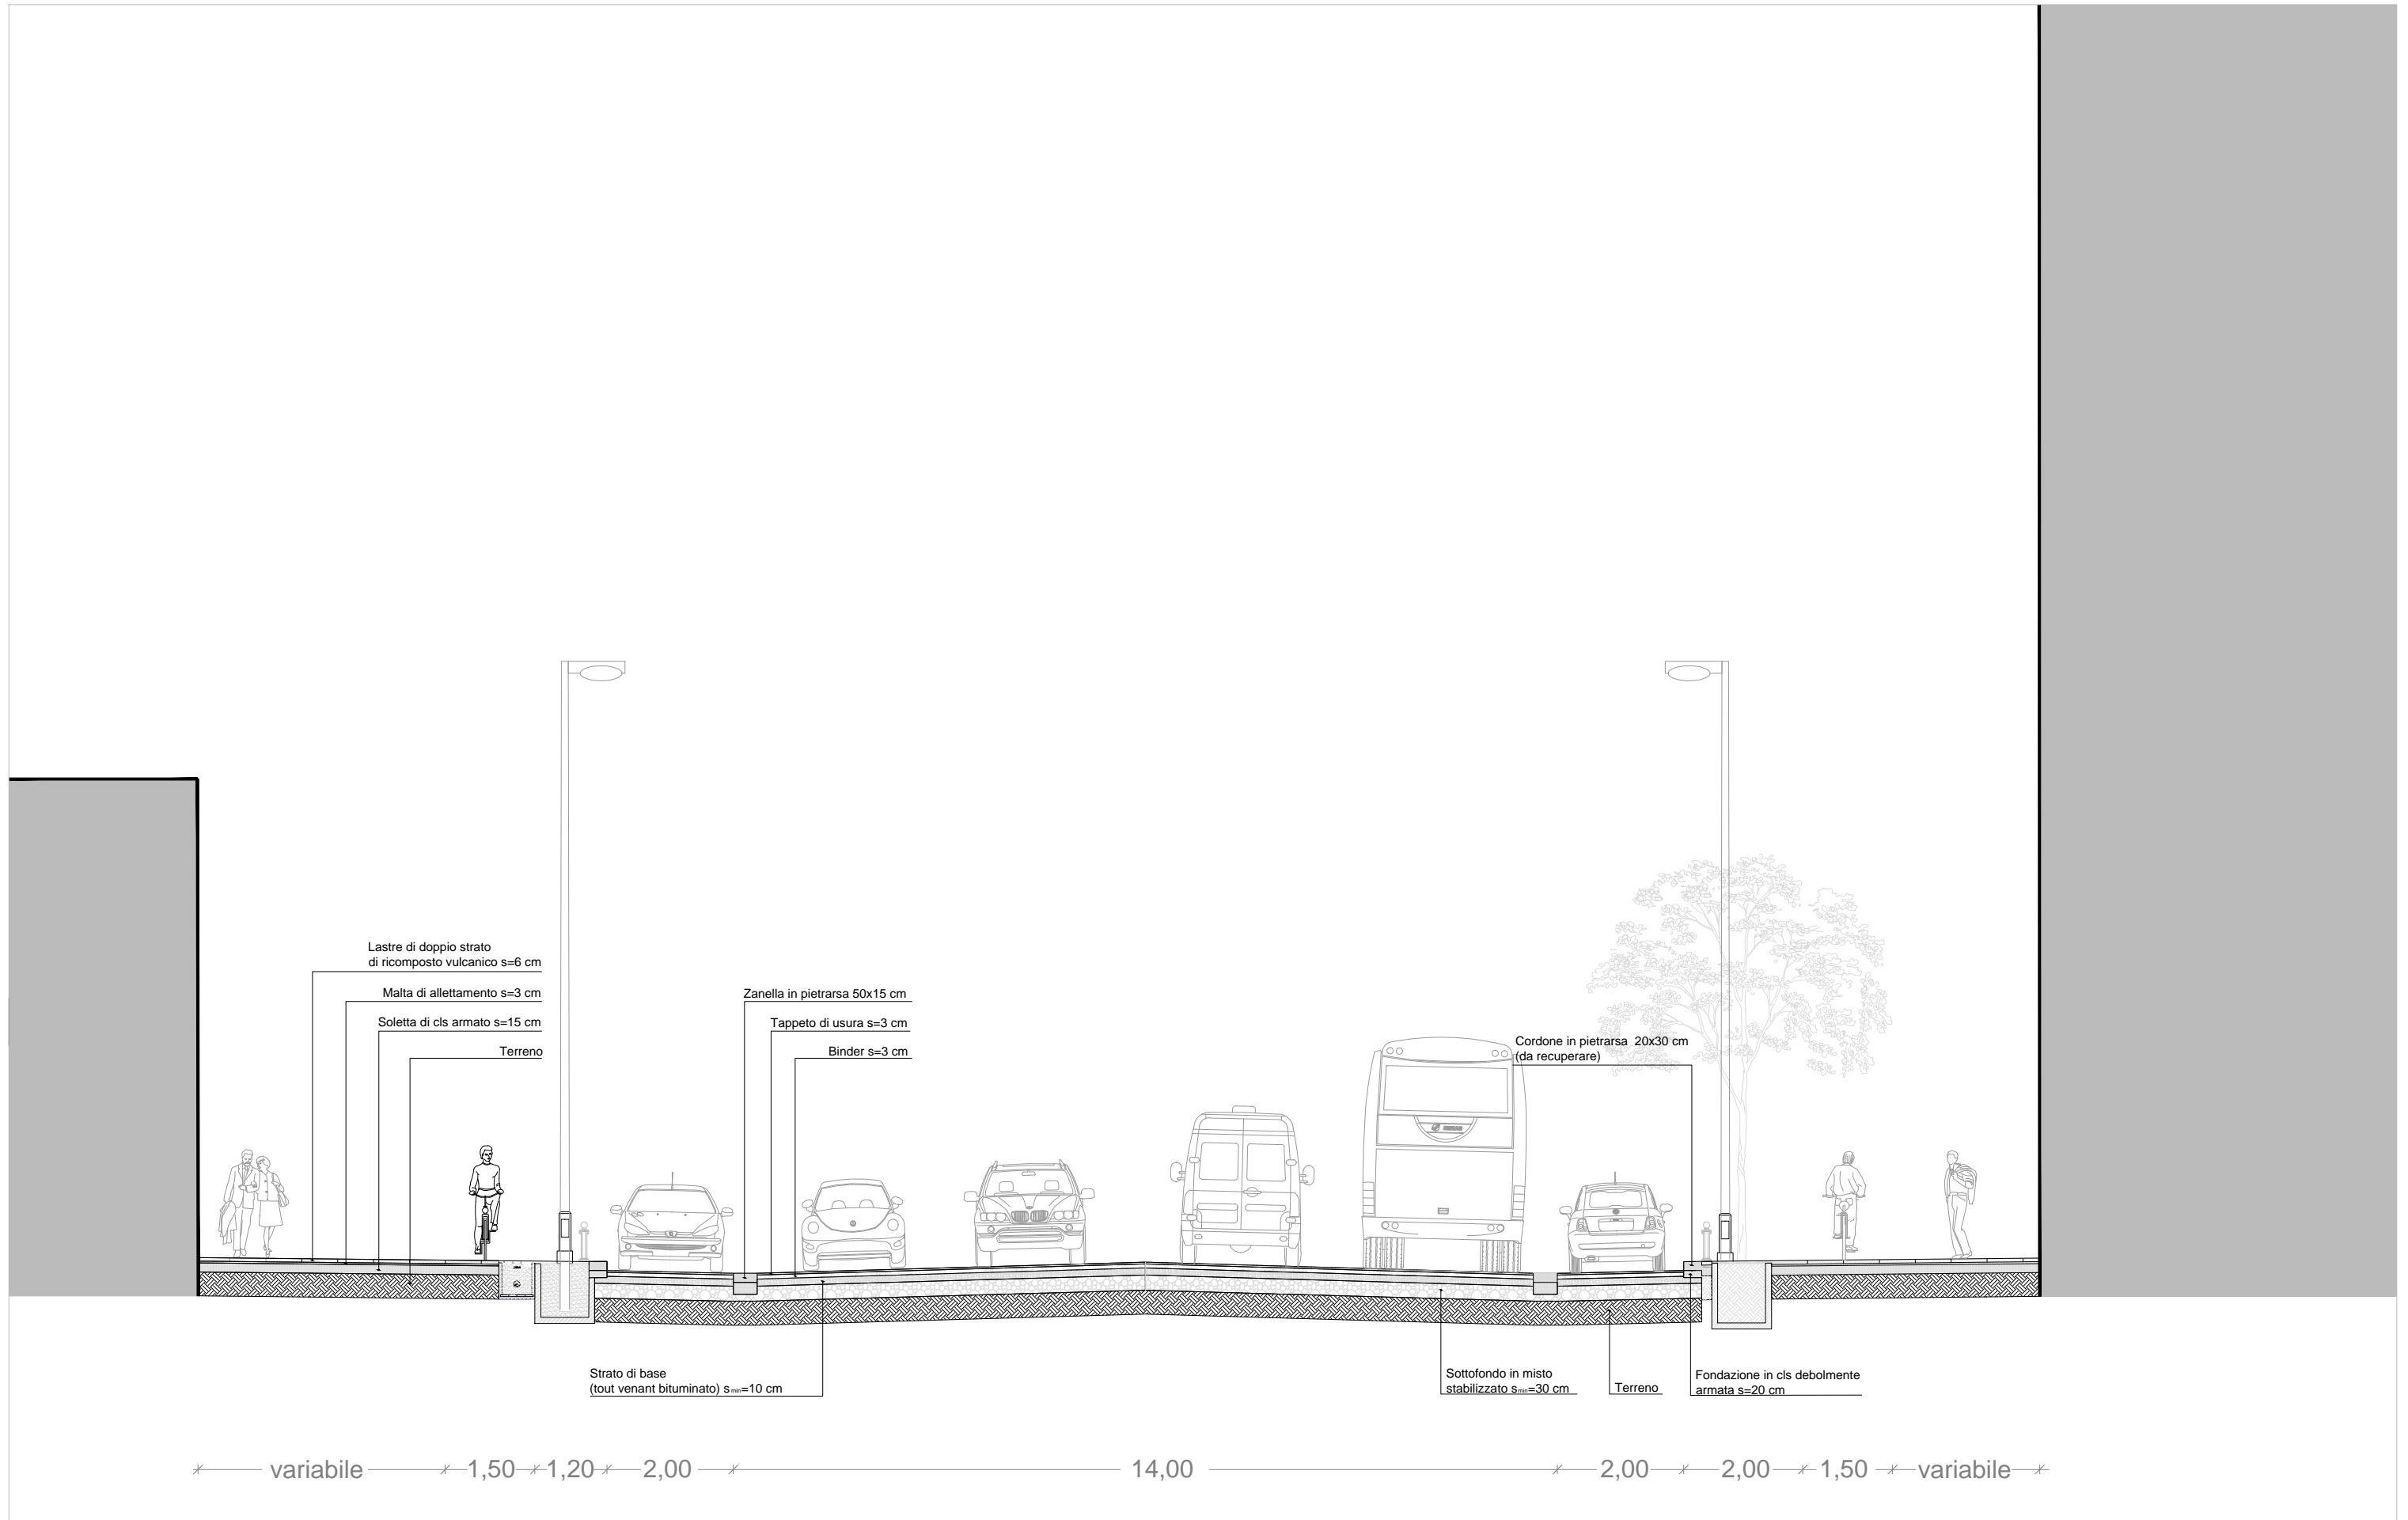 Lastre di doppio strato
di ricomposto vulcanico s=6 cm
Malta di allettamento s=3 cm
Soletta di cls armato s=15 cm
Terreno
Zanella in pietrarsa 50x15 cm
Tappeto di usura s=3 cm
Binder s=3 cm
Cordone in pietrarsa 20x30 cm
(da recuperare)
Strato di base
(tout venant bituminato) s min=10 cm
Sottofondo in misto
stabilizzato s min=30 cm
Terreno
Fondazione in cls debolmente
armata s=20 cm
variabile 1,50 1,20 2,00 14,00 2,00 2,00 1,50 variabile